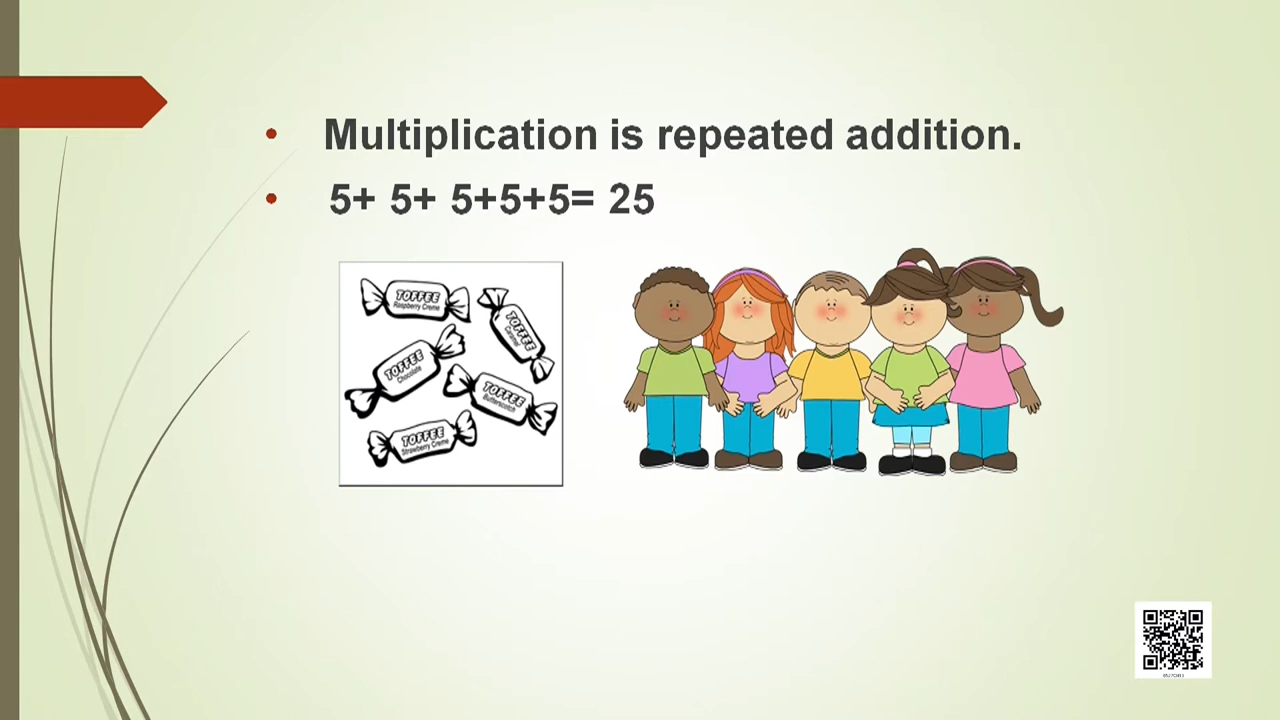 • Multiplication is repeated addition.
• 5+ 5+ 5+5+5= 25
TOFFEE
Raspberry Creme
TOFFEE
Caramel
TOFFEE
Chocolate
TOFFEE
Butterscotch
TOFFEE
Strawberry Creme